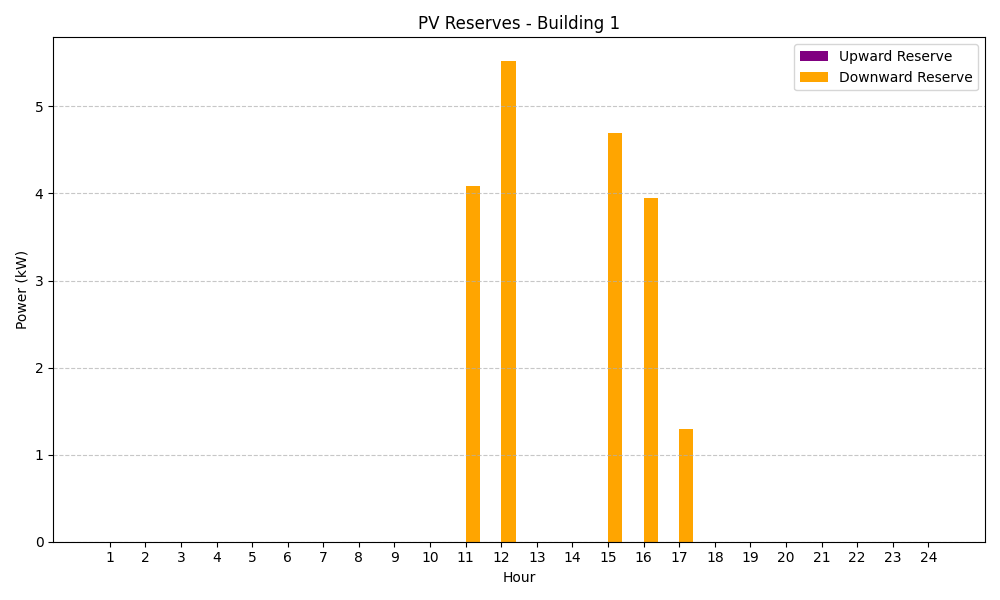 PV Reserves - Building 1
Upward Reserve
Downward Reserve
Power (kW)
5
4
3
2
1
0
1 2 3 4 5 6 7 8 9 10 11 12 13 14 15 16 17 18 19 20 21 22 23 24
Hour